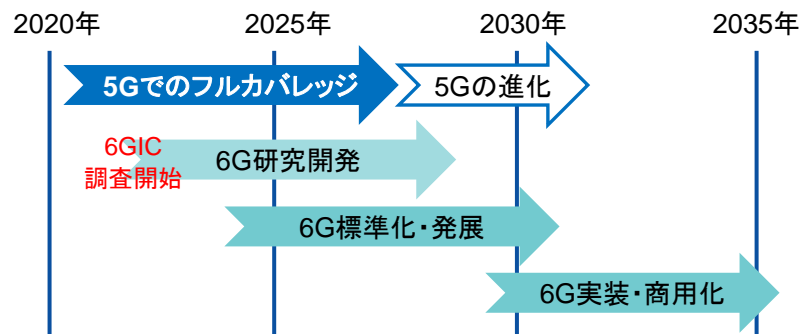 2020年 2025年 2030年 2035年
5Gでのフルカバレッジ 5Gの進化
6GIC
調査開始
6G研究開発
6G標準化・発展
6G実装・商用化